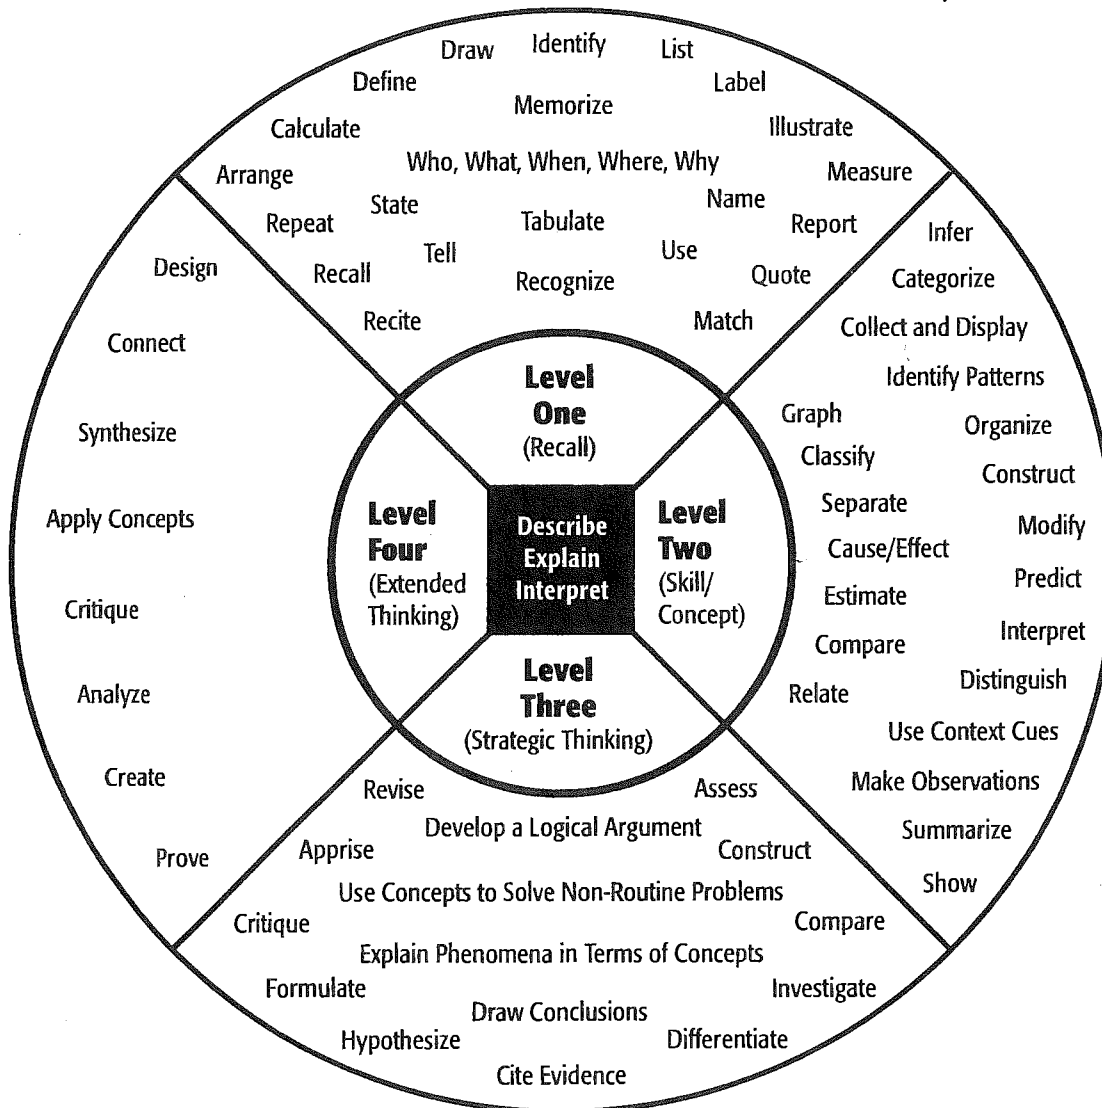 Draw
Identify
List
Define
Label
Memorize
Calculate
Illustrate
Who, What, When, Where, Why
Arrange
Measure
State
Name
Repeat
Tabulate
Report
Tell
Use
Recall
Recognize
Quote
Recite
Match
Level
One
(Recall)
Infer
Categorize
Collect and Display
Identify Patterns
Graph
Organize
Classify
Construct
Separate
Modify
Cause/Effect
Predict
Estimate
Interpret
Compare
Distinguish
Relate
Use Context Cues
Make Observations
Summarize
Show
Level
Two
(Skill/
Concept)
Describe
Explain
Interpret
Level
Three
(Strategic Thinking)
Revise
Assess
Develop a Logical Argument
Apprise
Construct
Use Concepts to Solve Non-Routine Problems
Critique
Compare
Explain Phenomena in Terms of Concepts
Formulate
Investigate
Draw Conclusions
Hypothesize
Differentiate
Cite Evidence
Level
Four
(Extended
Thinking)
Design
Connect
Synthesize
Apply Concepts
Critique
Analyze
Create
Prove